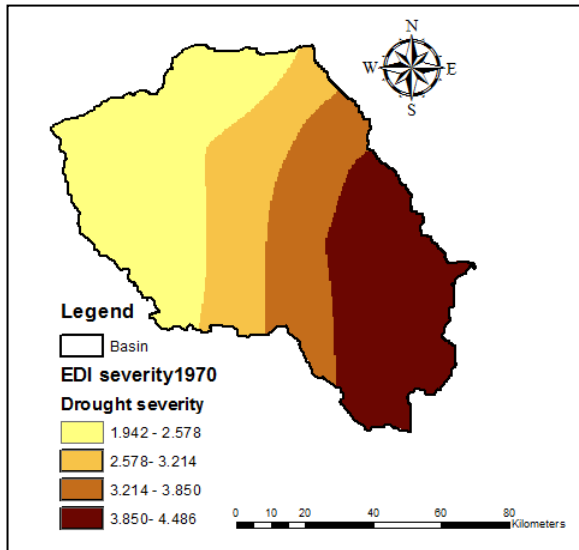 N
W E
S
Legend
Basin
EDI severity1970
Drought severity
1.942 - 2.578
2.578- 3.214
3.214 - 3.850
3.850- 4.486
0 10 20 40 60 80
Kilometers